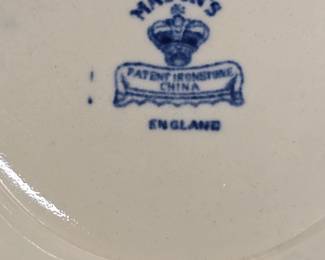 MASON'S
PATENT IRONSTONE
CHINA
ENGLAND